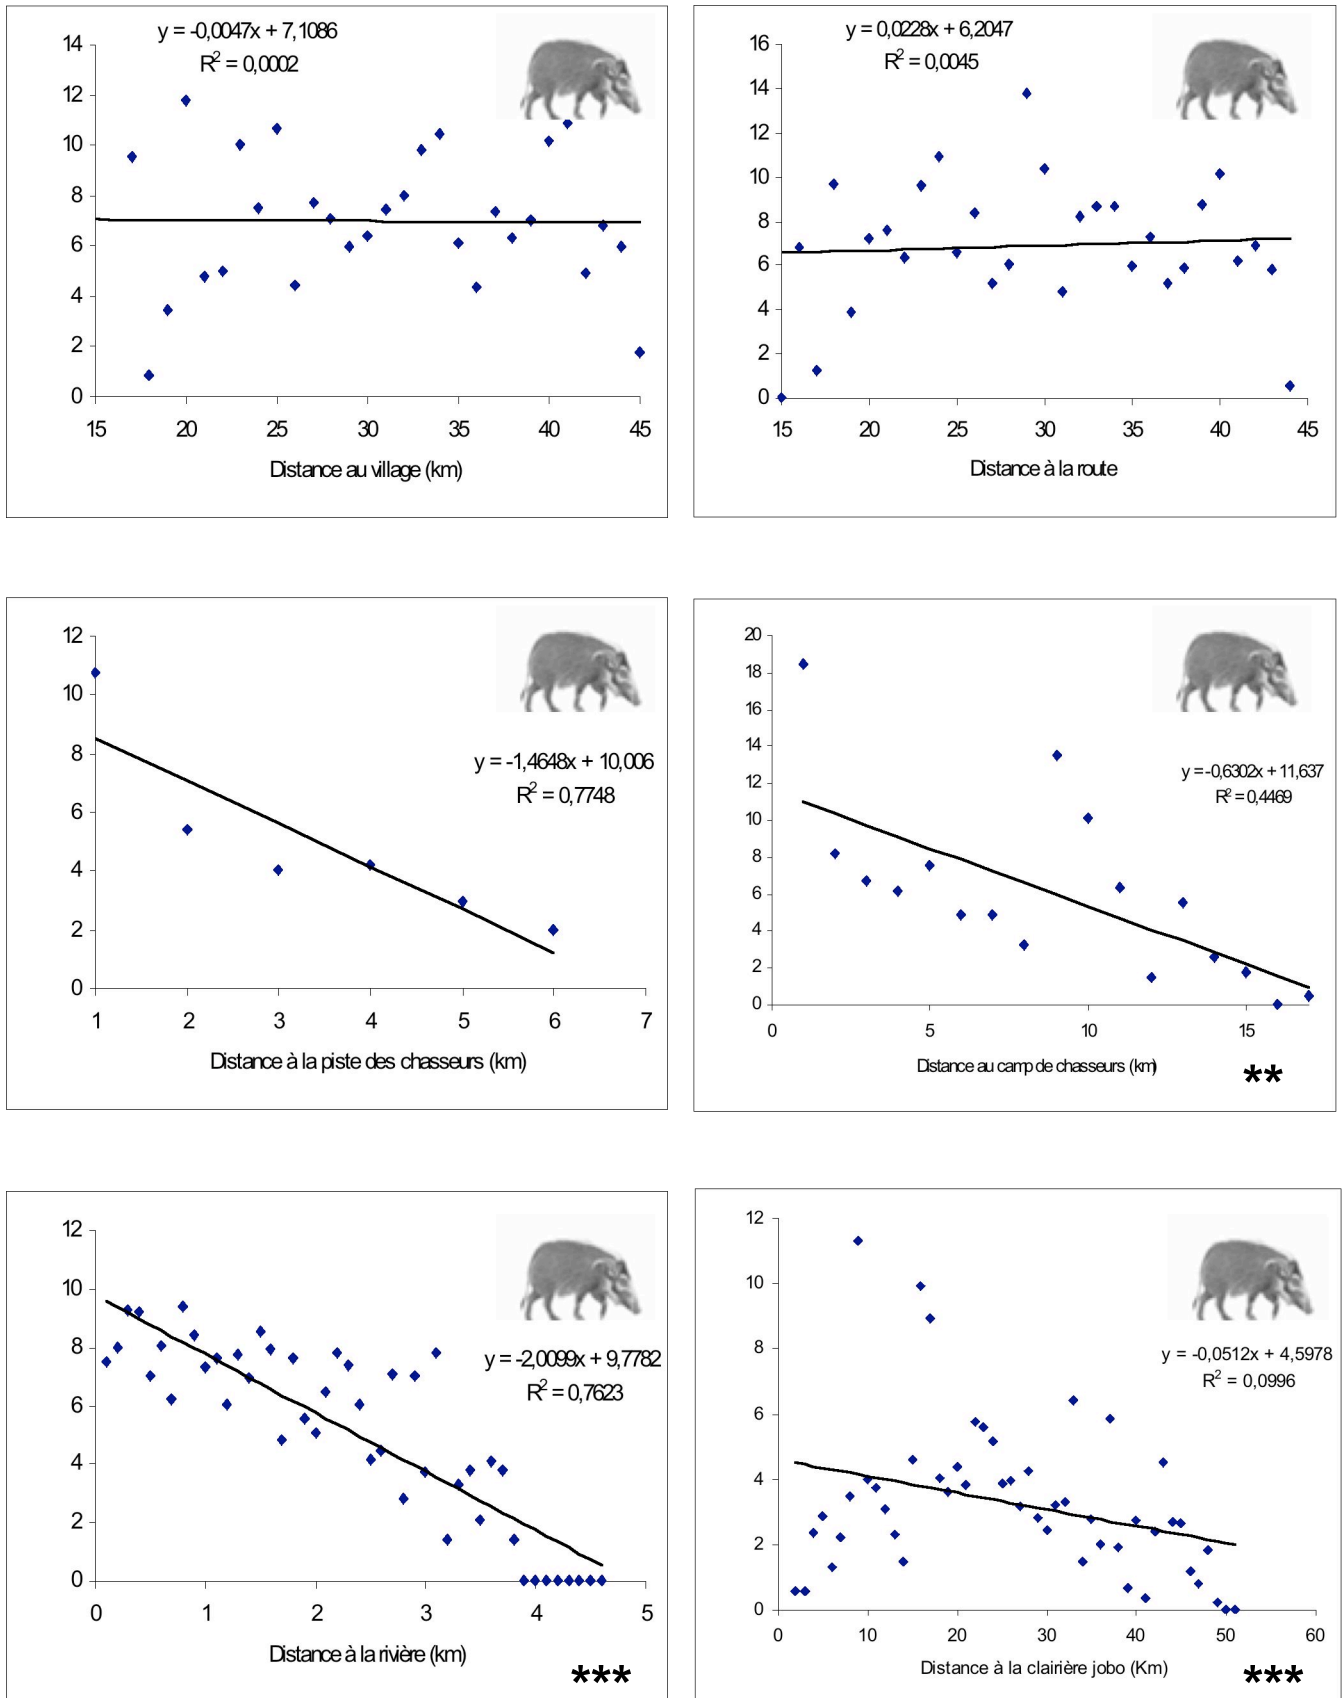 y = -0,0047x + 7,1086
R² = 0,0002
14
12
10
8
6
4
2
0
15 20 25 30 35 40 45
Distance au village (km)
y = 0,0228x + 6,2047
R² = 0,0045
16
14
12
10
8
6
4
2
0
15 20 25 30 35 40 45
Distance à la route
12
10
8
6
4
2
0
y = -1,4648x + 10,006
R² = 0,7748
1 2 3 4 5 6 7
Distance à la piste des chasseurs (km)
20
18
16
14
12
10
8
6
4
2
0
y = -0,6302x + 11,637
R² = 0,4469
0 5 10 15
Distance au camp de chasseurs (km)
**
12
10
8
6
4
2
0
y = -2,0099x + 9,7782
R² = 0,7623
0 1 2 3 4 5
Distance à la rivière (km)
***
12
10
8
6
4
2
0
y = -0,0512x + 4,5978
R² = 0,0996
0 10 20 30 40 50 60
Distance à la clairière jobo (Km)
***